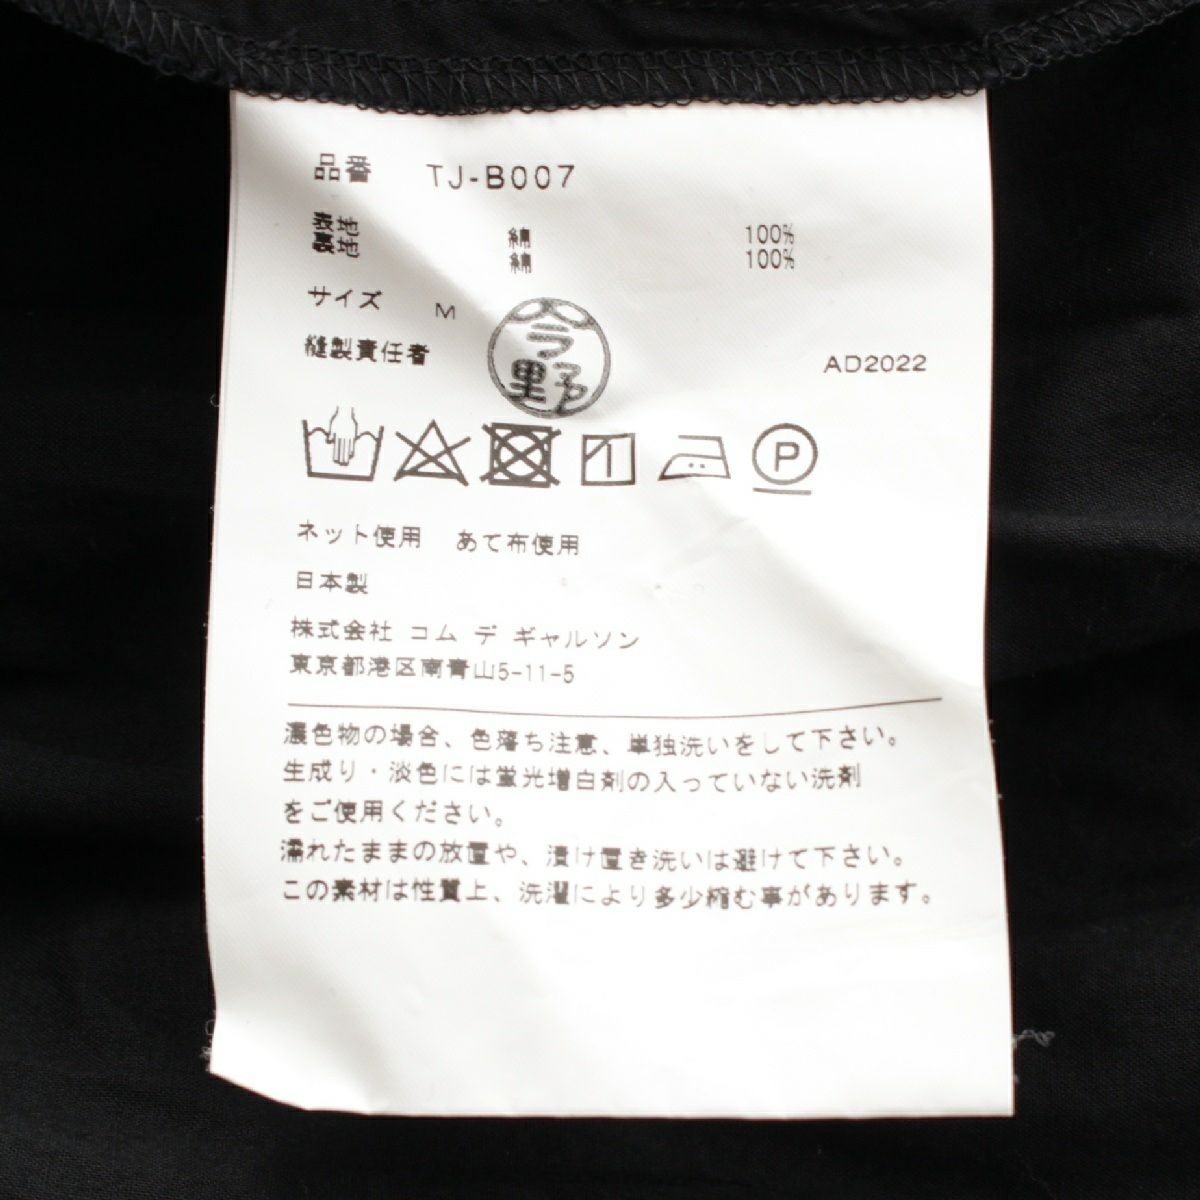 品番 TJ-B007
綿 100%
綿 100%
サイズ M
今野
縫製責任者
AD2022
P
ネット使用 あて布使用
日本製
株式会社 コム デ ギャルソン
東京都港区南青山5-11-5
濃色物の場合、色落ち注意、単独洗いをして下さい。
生成り・淡色には蛍光増白剤の入っていない洗剤
をご使用ください。
濡れたままの放置や、漬け置き洗いは避けて下さい。
この素材は性質上、洗濯により多少縮む事があります。